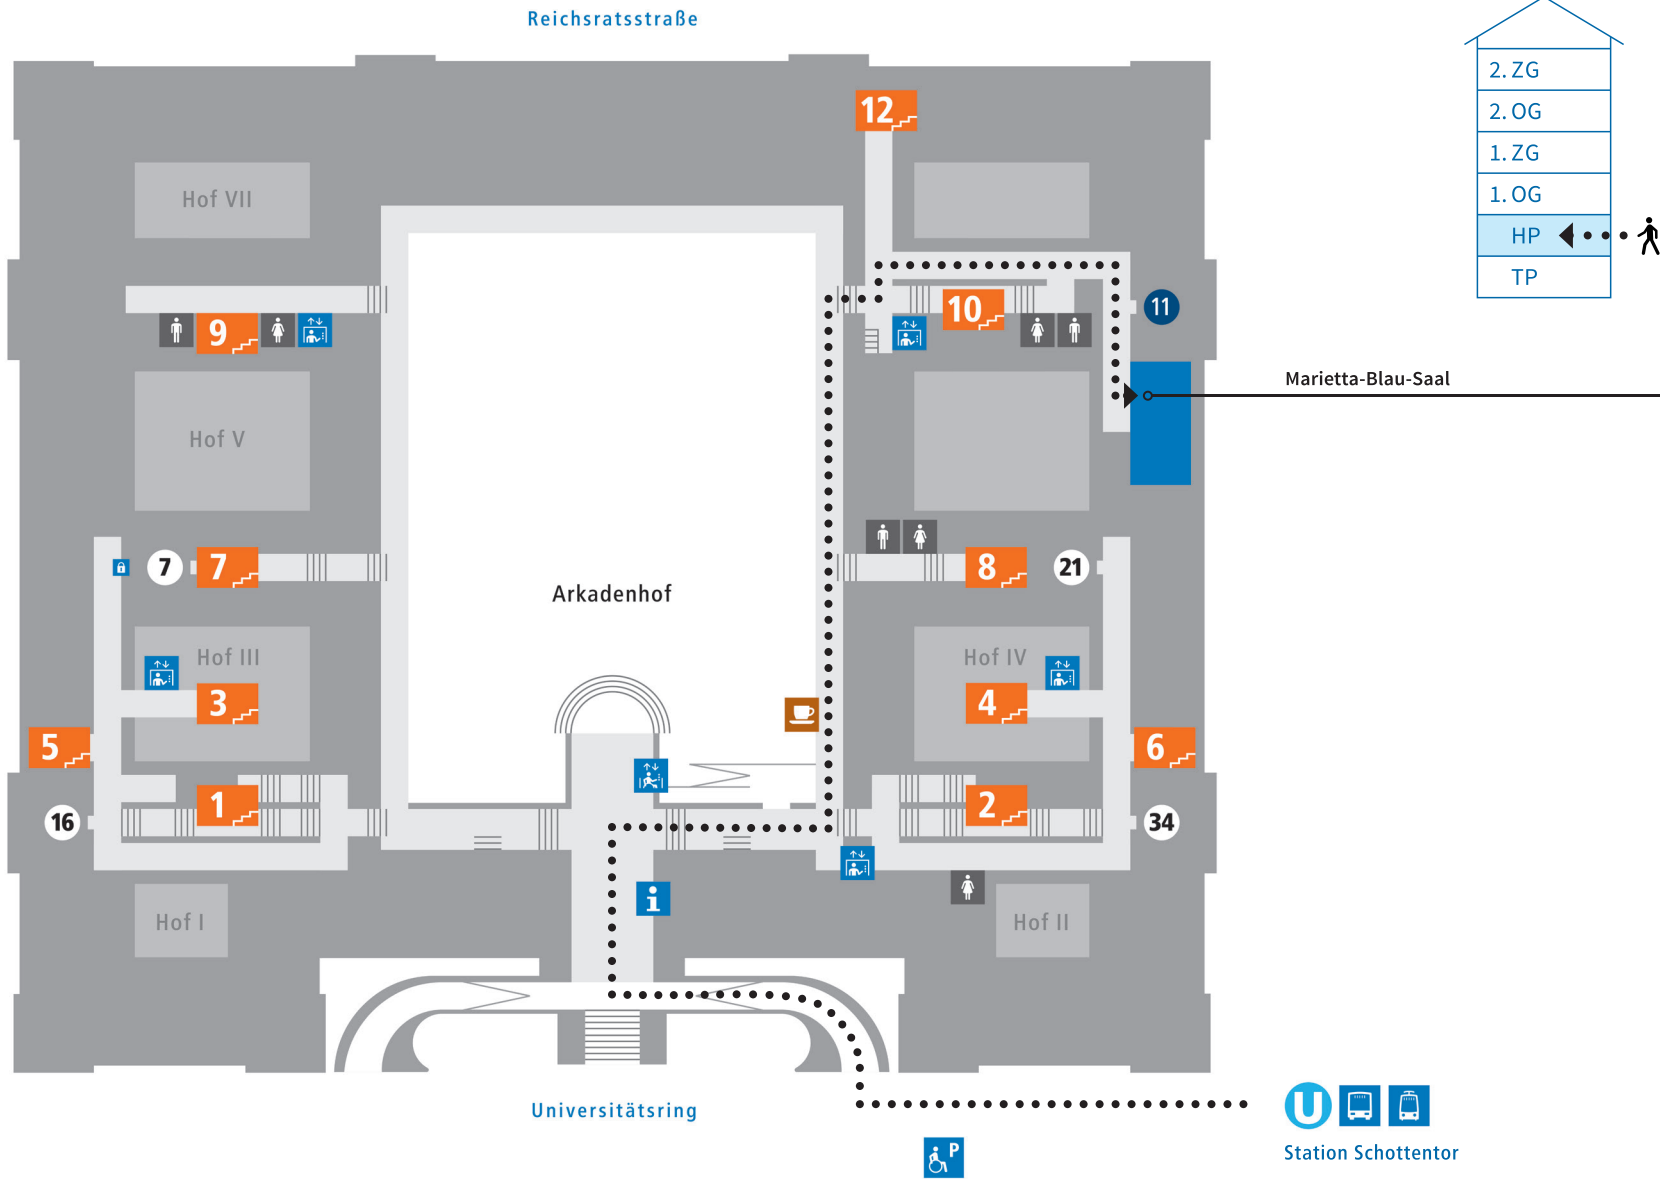 Reichsratsstraße
2. ZG
2. OG
1. ZG
1. OG
HP
TP
12
Hof VII
9
10
11
Marietta-Blau-Saal
Hof V
7
7
8
21
Arkadenhof
Hof III
Hof IV
3
4
5
6
1
2
16
34
i
Hof I
Hof II
Universitätsring
U
P
Station Schottentor